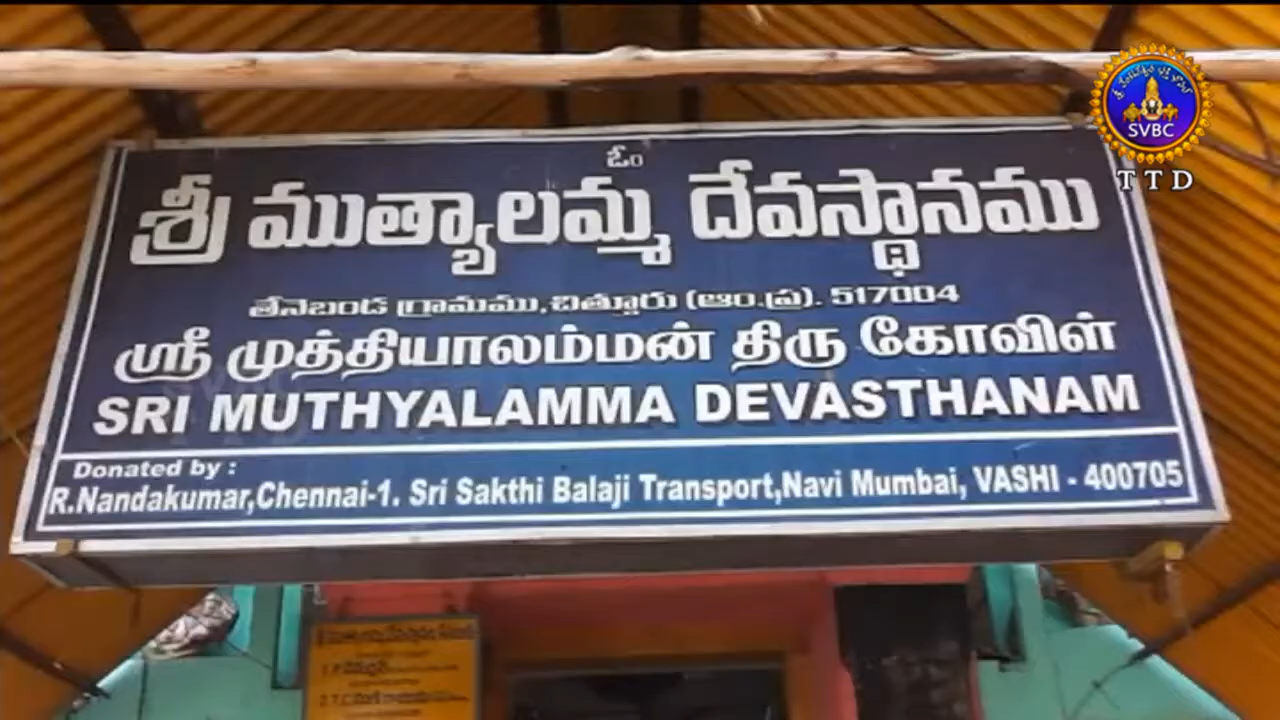 ఓం
శ్రీ ముత్యాలమ్మ దేవస్థానము
తేనెబండ గ్రామము, చిత్తూరు (ఆం.ప్ర). 517004
ஸ்ரீ முத்தியாலம்மன் திரு கோவிள்
SRI MUTHYALAMMA DEVASTHANAM
Donated by :
R.Nandakumar,Chennai-1. Sri Sakthi Balaji Transport,Navi Mumbai, VASHI - 400705
SVBC
TTD